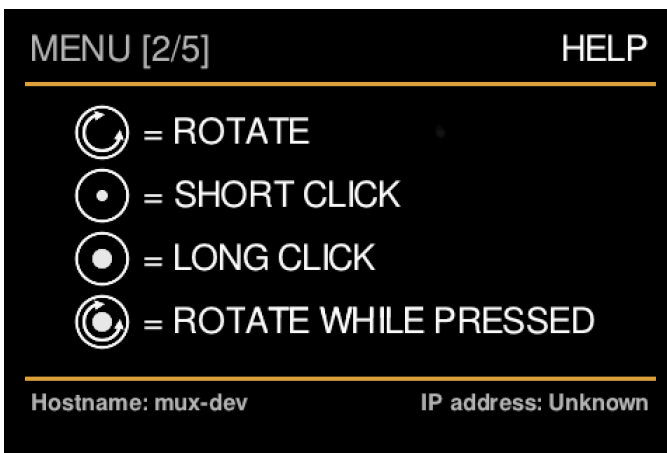 MENU [2/5] HELP
= ROTATE
= SHORT CLICK
= LONG CLICK
= ROTATE WHILE PRESSED
Hostname: mux-dev IP address: Unknown